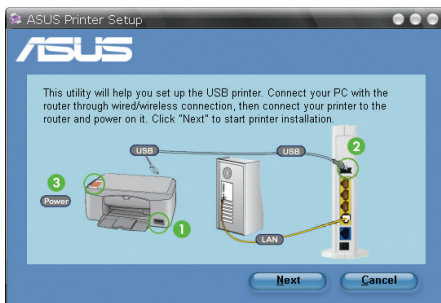 ASUS Printer Setup
ASUS
This utility will help you set up the USB printer. Connect your PC with the
router through wired/wireless connection, then connect your printer to the
router and power on it. Click "Next" to start printer installation.
USB
USB
2
3
Power
1
LAN
Next
Cancel